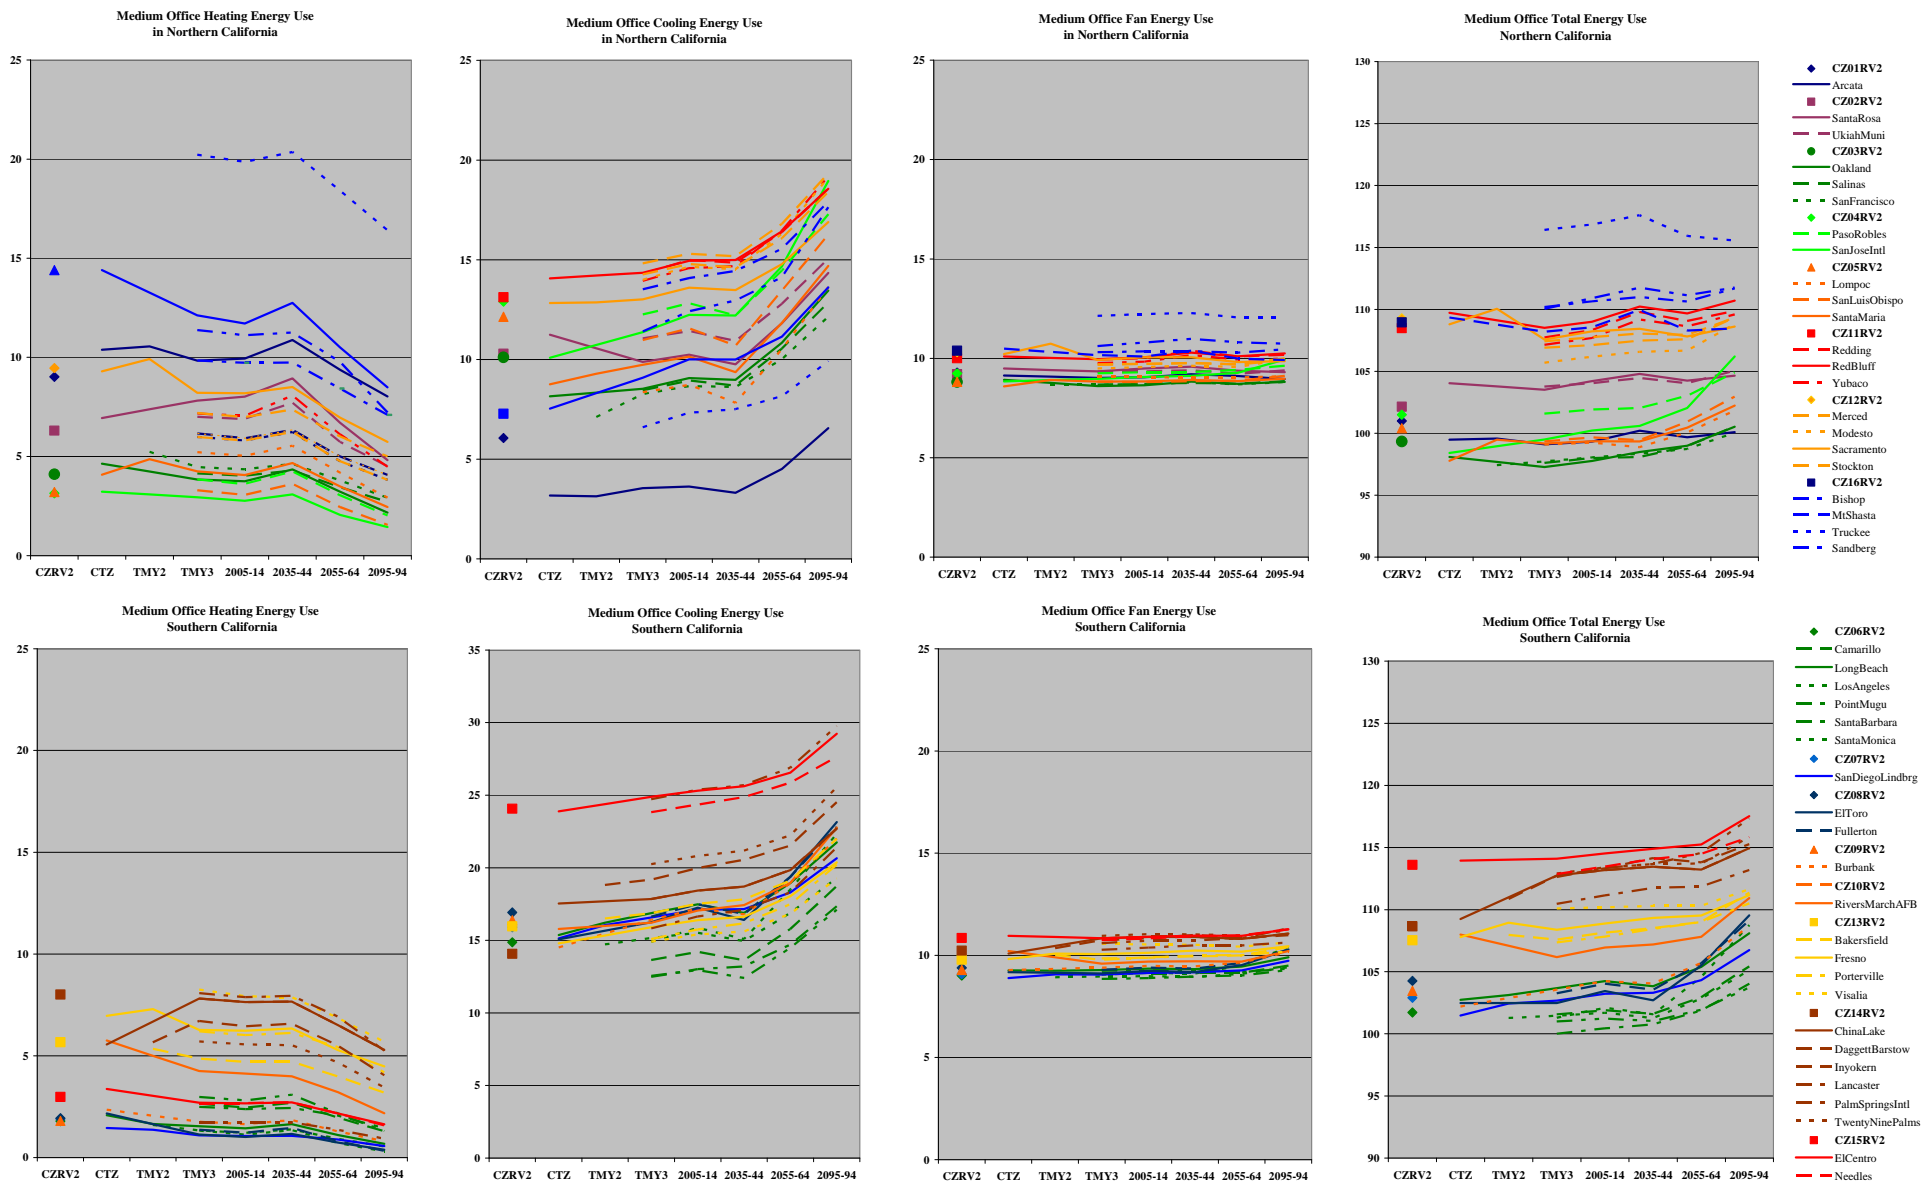 Medium Office Heating Energy Use
in Northern California
25
20
15
10
5
0
CZRV2 CTZ TMY2 TMY3 2005-14 2035-44 2055-64 2095-94
Medium Office Cooling Energy Use
in Northern California
25
20
15
10
5
0
CZRV2 CTZ TMY2 TMY3 2005-14 2035-44 2055-64 2095-94
Medium Office Fan Energy Use
in Northern California
25
20
15
10
5
0
CZRV2 CTZ TMY2 TMY3 2005-14 2035-44 2055-64 2095-94
Medium Office Total Energy Use
Northern California
130
125
120
115
110
105
100
95
90
CZRV2 CTZ TMY2 TMY3 2005-14 2035-44 2055-64 2095-94
CZ01RV2
Arcata
CZ02RV2
SantaRosa
UkiahMuni
CZ03RV2
Oakland
Salinas
SanFrancisco
CZ04RV2
PasoRobles
SanJoseIntl
CZ05RV2
Lompoc
SanLuisObispo
SantaMaria
CZ11RV2
Redding
RedBluff
Yubaco
CZ12RV2
Merced
Modesto
Sacramento
Stockton
CZ16RV2
Bishop
MtShasta
Truckee
Sandberg
Medium Office Heating Energy Use
Southern California
25
20
15
10
5
0
CZRV2 CTZ TMY2 TMY3 2005-14 2035-44 2055-64 2095-94
Medium Office Cooling Energy Use
Southern California
35
30
25
20
15
10
5
0
CZRV2 CTZ TMY2 TMY3 2005-14 2035-44 2055-64 2095-94
Medium Office Fan Energy Use
Southern California
25
20
15
10
5
0
CZRV2 CTZ TMY2 TMY3 2005-14 2035-44 2055-64 2095-94
Medium Office Total Energy Use
Southern California
130
125
120
115
110
105
100
95
90
CZRV2 CTZ TMY2 TMY3 2005-14 2035-44 2055-64 2095-94
CZ06RV2
Camarillo
LongBeach
LosAngeles
PointMugu
SantaBarbara
SantaMonica
CZ07RV2
SanDiegoLindbrg
CZ08RV2
ElToro
Fullerton
CZ09RV2
Burbank
CZ10RV2
RiversMarchAFB
CZ13RV2
Bakersfield
Fresno
Porterville
Visalia
CZ14RV2
ChinaLake
DaggettBarstow
Inyokern
Lancaster
PalmSpringsIntl
TwentyNinePalms
CZ15RV2
ElCentro
Needles